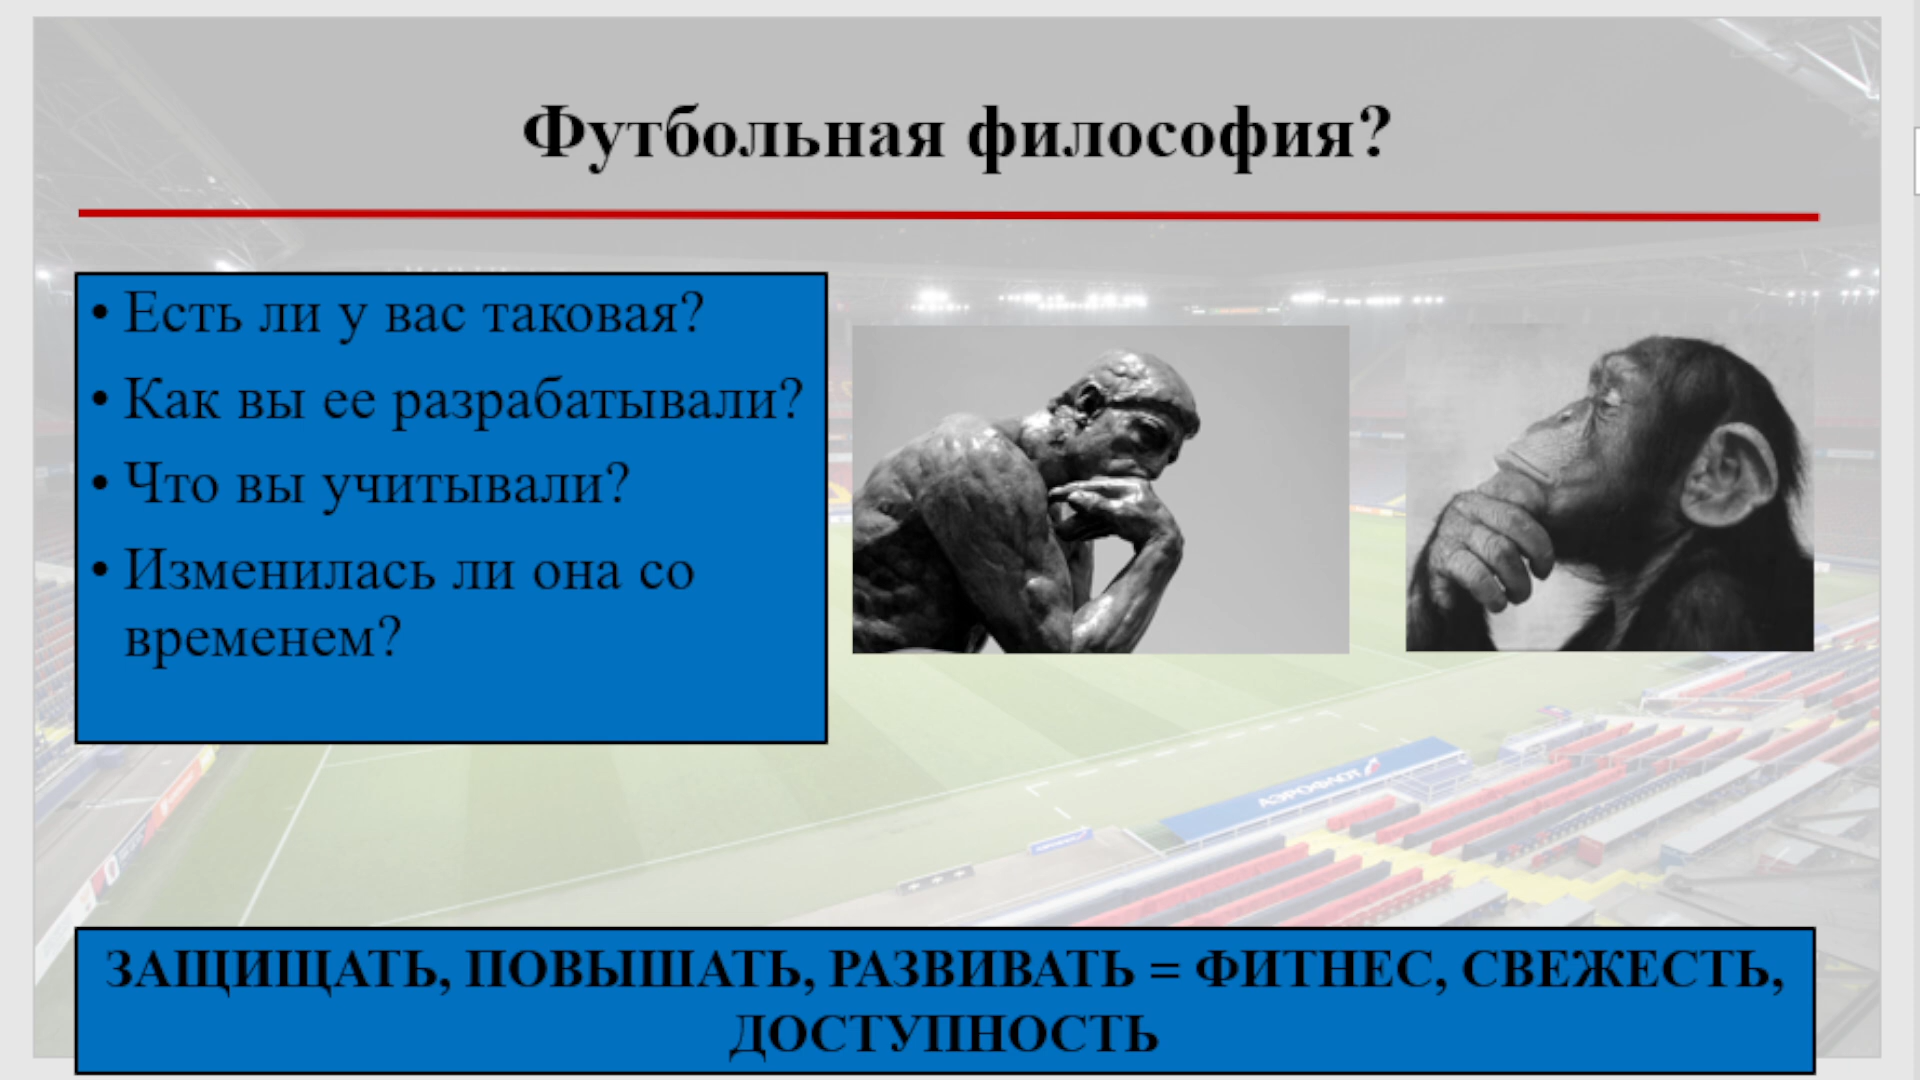 Футбольная философия?
• Есть ли у вас таковая?
• Как вы ее разрабатывали?
• Что вы учитывали?
• Изменилась ли она со
временем?
АЭРОФЛОТ
ЗАЩИЩАТЬ, ПОВЫШАТЬ, РАЗВИВАТЬ = ФИТНЕС, СВЕЖЕСТЬ,
ДОСТУПНОСТЬ